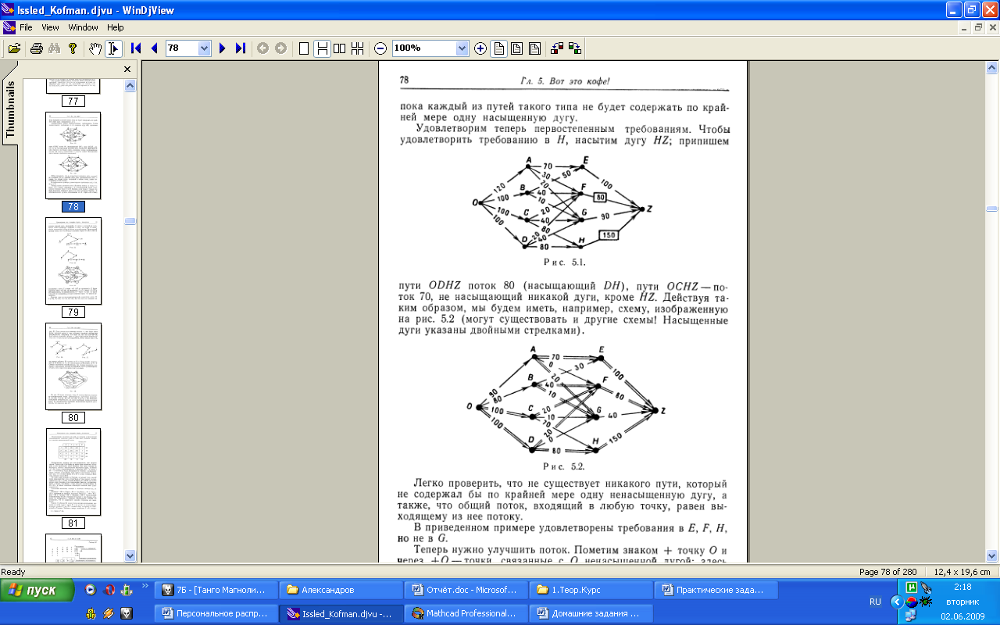 Issled_Kofman.djvu - WinDjView
File View Window Help
78 100%
Thumbnails
77
78
79
80
81
78 Гл. 5. Вот это кофе!
пока каждый из путей такого типа не будет содержать по край-
ней мере одну насыщенную дугу.
Удовлетворим теперь первостепенным требованиям. Чтобы
удовлетворить требованию в H, насытим дугу HZ; припишем
A 70 E
30
20 50
120 100
B 40 F 80
100 10
O Z
100 C 20 G 90
40
100 80
D 20 40 H 150
80
Рис. 5.1.
пути ODHZ поток 80 (насыщающий DH), пути OCHZ — по-
ток 70, не насыщающий никакой дуги, кроме HZ. Действуя та-
ким образом, мы будем иметь, например, схему, изображенную
на рис. 5.2 (могут существовать и другие схемы! Насыщенные
дуги указаны двойными стрелками).
A 70 E
0
20 30
90 100
B 40 F 80
80 10
O Z
100 C 20 G 40
10
100 70
D 20 0 H 150
80
Рис. 5.2.
Легко проверить, что не существует никакого пути, который
не содержал бы по крайней мере одну ненасыщенную дугу, а
также, что общий поток, входящий в любую точку, равен вы-
ходящему из нее потоку.
В приведенном примере удовлетворены требования в E, F, H,
но не в G.
Теперь нужно улучшить поток. Пометим знаком + точку O и
через +O — точки, связанные с O ненасыщенной дугой; здесь
Ready Page 78 of 280 12,4 x 19,6 cm
пуск
7Б - [Танго Магноли...
Александров
Отчёт.doc - Microsof...
1.Теор.Курс
Практические зада...
Персональное распр...
Issled_Kofman.djvu -...
Mathcad Professional...
Домашние задания ...
RU
2:18
вторник
02.06.2009